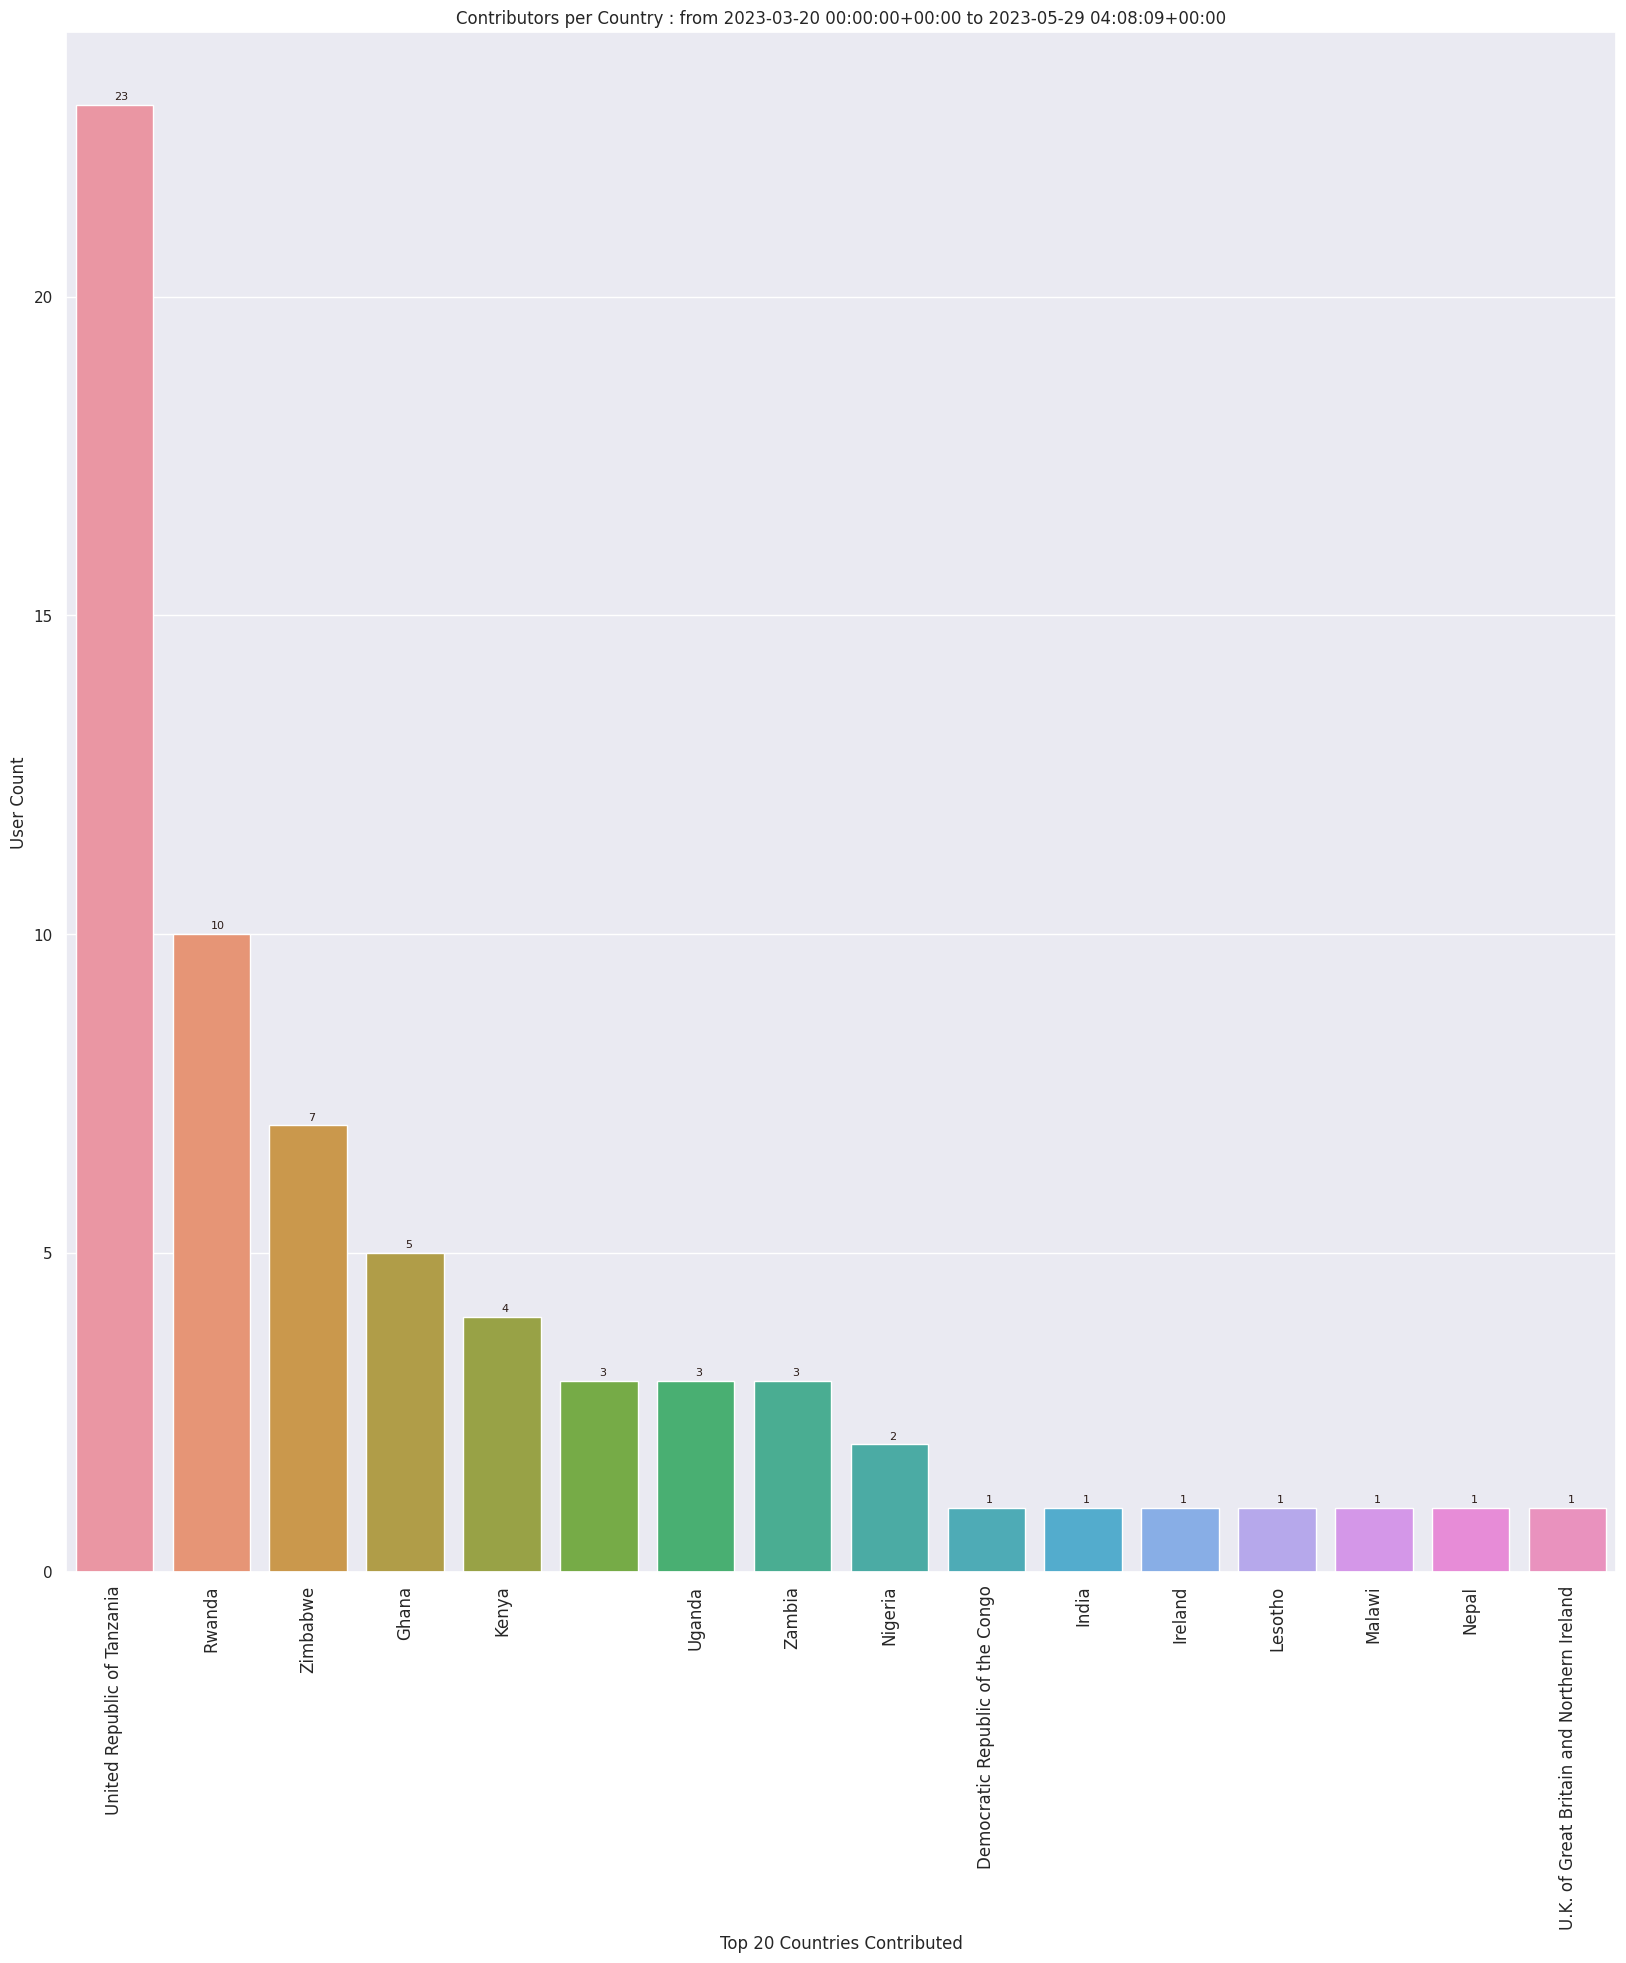 Contributors per Country : from 2023-03-20 00:00:00+00:00 to 2023-05-29 04:08:09+00:00
User Count
20
15
10
5
0
23
10
7
5
4
3
3
3
2
1
1
1
1
1
1
1
United Republic of Tanzania
Rwanda
Zimbabwe
Ghana
Kenya
Uganda
Zambia
Nigeria
Democratic Republic of the Congo
India
Ireland
Lesotho
Malawi
Nepal
U.K. of Great Britain and Northern Ireland
Top 20 Countries Contributed